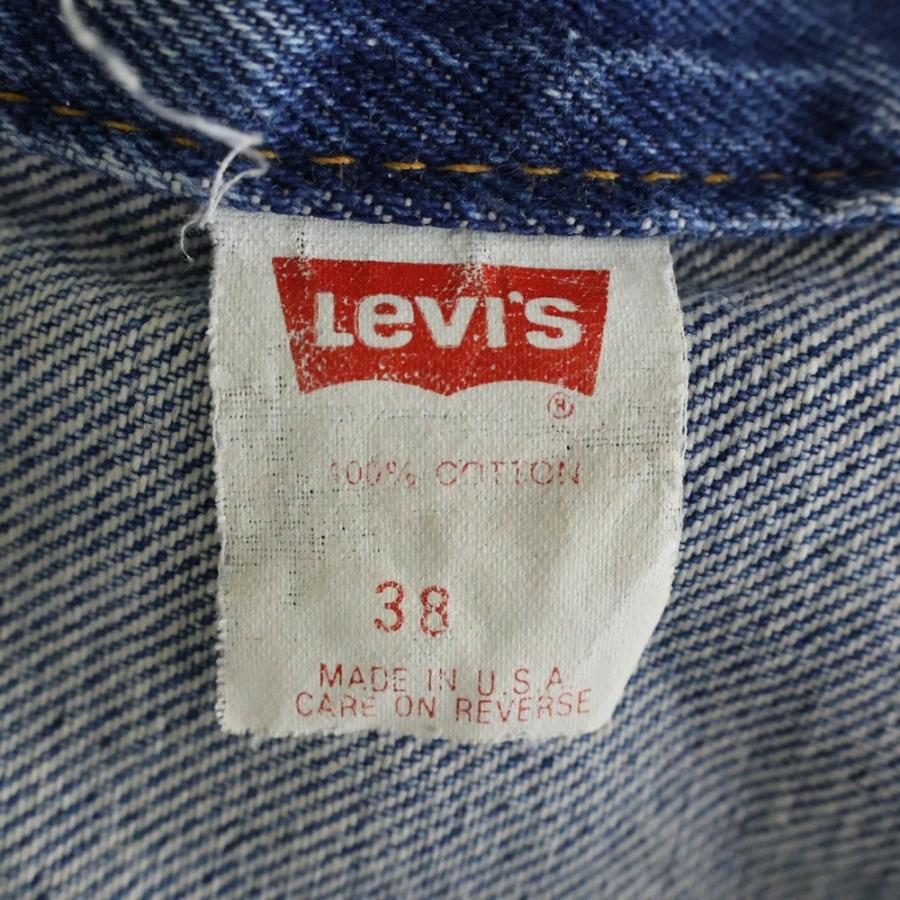 Levi's
®
100% COTTON
38
MADE IN U.S.A.
CARE ON REVERSE